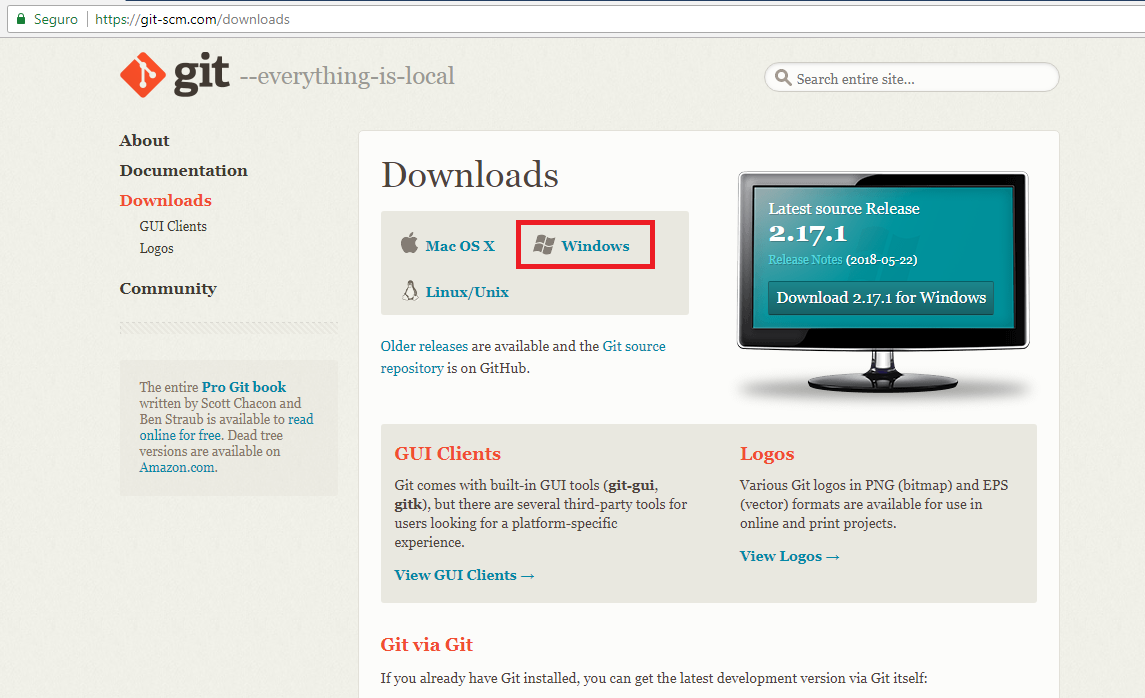 Seguro https://git-scm.com/downloads
git --everything-is-local
Search entire site...
About
Documentation
Downloads
GUI Clients
Logos
Community
The entire Pro Git book
written by Scott Chacon and
Ben Straub is available to read
online for free. Dead tree
versions are available on
Amazon.com.
Downloads
Mac OS X
Windows
Linux/Unix
Older releases are available and the Git source
repository is on GitHub.
Latest source Release
2.17.1
Release Notes (2018-05-22)
Download 2.17.1 for Windows
GUI Clients
Git comes with built-in GUI tools (git-gui,
gitk), but there are several third-party tools for
users looking for a platform-specific
experience.
View GUI Clients →
Logos
Various Git logos in PNG (bitmap) and EPS
(vector) formats are available for use in
online and print projects.
View Logos →
Git via Git
If you already have Git installed, you can get the latest development version via Git itself: